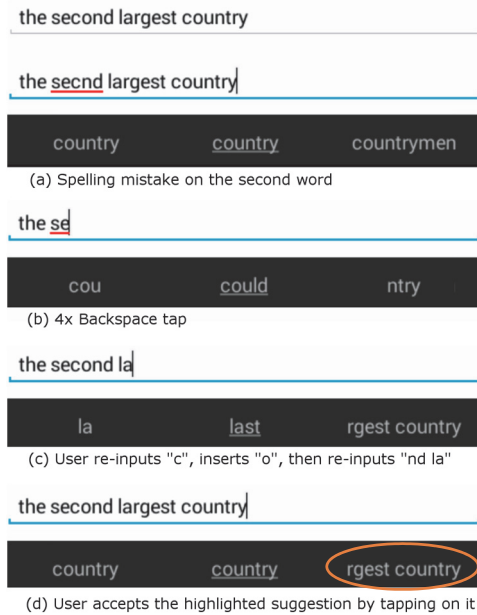 the second largest country
the secnd largest country
country country countrymen
(a) Spelling mistake on the second word
the se
cou could ntry
(b) 4x Backspace tap
the second la
la last rgest country
(c) User re-inputs "c", inserts "o", then re-inputs "nd la"
the second largest country
country country rgest country
(d) User accepts the highlighted suggestion by tapping on it